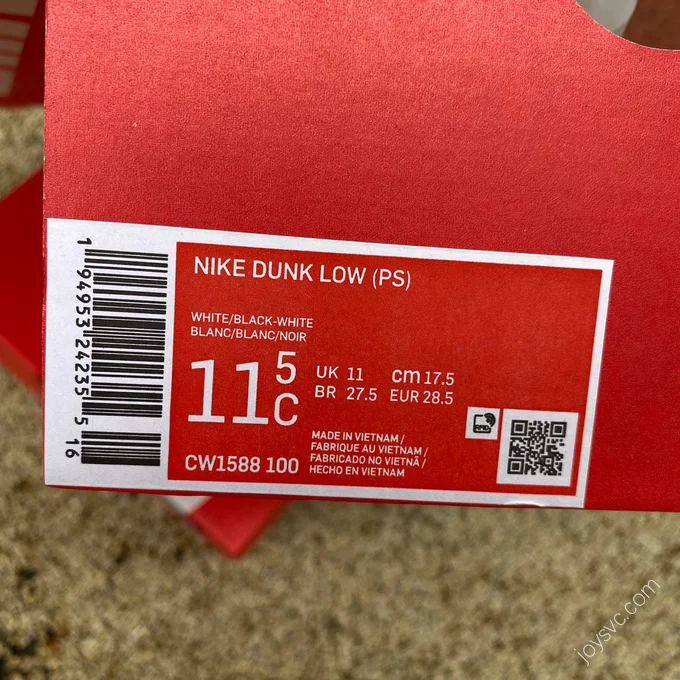 NIKE DUNK LOW (PS)
WHITE/BLACK-WHITE
BLANC/BLANC/NOIR
11 5 C
UK 11 cm 17.5
BR 27.5 EUR 28.5
CW1588 100
MADE IN VIETNAM /
FABRIQUE AU VIETNAM /
FABRICADO NO VIETNÃ /
HECHO EN VIETNAM
1 94953 24235 5 16
joysvc.com